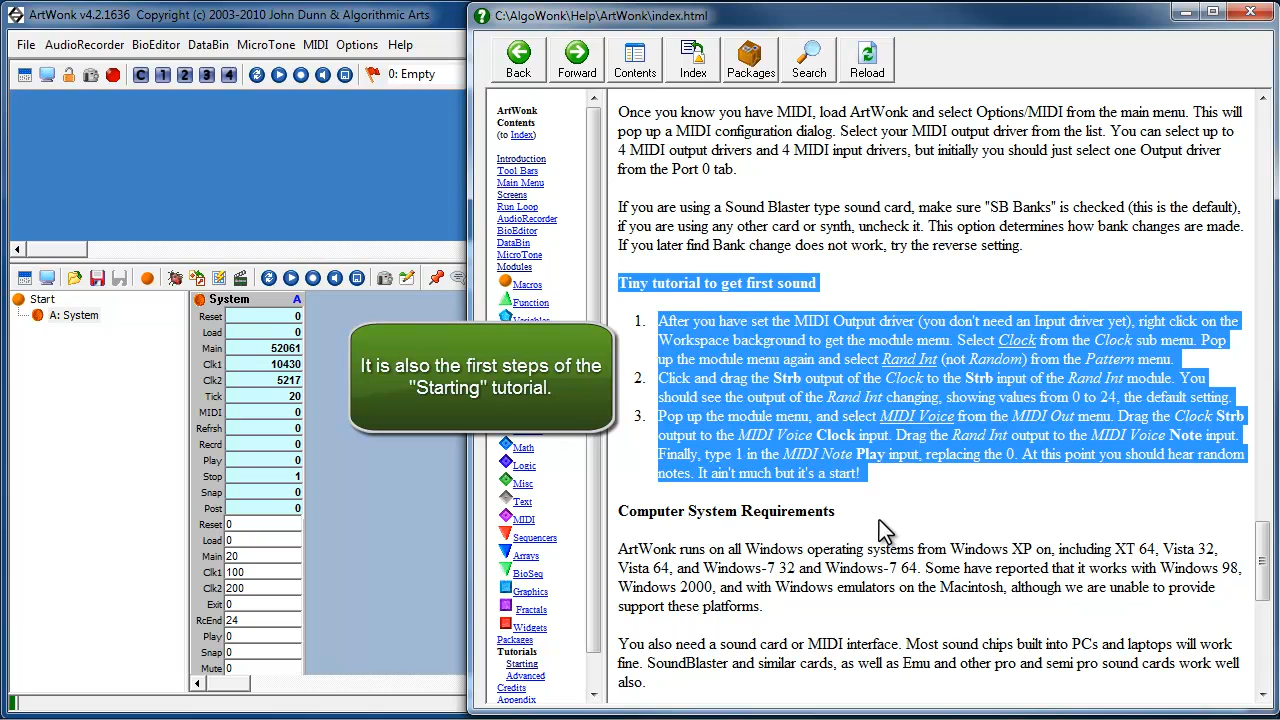 ArtWonk v4.2.1636 Copyright (c) 2003-2010 John Dunn & Algorithmic Arts
File AudioRecorder BioEditor DataBin MicroTone MIDI Options Help
C 1 2 3 4 0: Empty
Start
A: System
System A
Reset 0
Load 0
Main 52061
Clk1 10430
Clk2 5217
Tick 20
MIDI 0
Refrsh 0
Recrd 0
Play 0
Stop 1
Snap 0
Post 0
Reset 0
Load 0
Main 20
Clk1 100
Clk2 200
Exit 0
RcEnd 24
Play 0
Snap 0
Mute 0
It is also the first steps of the
"Starting" tutorial.
C:\AlgoWonk\Help\ArtWonk\index.html
Back Forward Contents Index Packages Search Reload
ArtWonk
Contents
(to Index)
Introduction
Tool Bars
Main Menu
Screens
Run Loop
AudioRecorder
BioEditor
DataBin
MicroTone
Modules
Macros
Function
Math
Logic
Misc
Text
MIDI
Sequencers
Arrays
BioSeq
Graphics
Fractals
Widgets
Packages
Tutorials
Starting
Advanced
Credits
Appendix
Once you know you have MIDI, load ArtWonk and select Options/MIDI from the main menu. This will
pop up a MIDI configuration dialog. Select your MIDI output driver from the list. You can select up to
4 MIDI output drivers and 4 MIDI input drivers, but initially you should just select one Output driver
from the Port 0 tab.
If you are using a Sound Blaster type sound card, make sure "SB Banks" is checked (this is the default),
if you are using any other card or synth, uncheck it. This option determines how bank changes are made.
If you later find Bank change does not work, try the reverse setting.
Tiny tutorial to get first sound
1. After you have set the MIDI Output driver (you don't need an Input driver yet), right click on the
Workspace background to get the module menu. Select Clock from the Clock sub menu. Pop
up the module menu again and select Rand Int (not Random) from the Pattern menu.
2. Click and drag the Strb output of the Clock to the Strb input of the Rand Int module. You
should see the output of the Rand Int changing, showing values from 0 to 24, the default setting.
3. Pop up the module menu, and select MIDI Voice from the MIDI Out menu. Drag the Clock Strb
output to the MIDI Voice Clock input. Drag the Rand Int output to the MIDI Voice Note input.
Finally, type 1 in the MIDI Note Play input, replacing the 0. At this point you should hear random
notes. It ain't much but it's a start!
Computer System Requirements
ArtWonk runs on all Windows operating systems from Windows XP on, including XT 64, Vista 32,
Vista 64, and Windows-7 32 and Windows-7 64. Some have reported that it works with Windows 98,
Windows 2000, and with Windows emulators on the Macintosh, although we are unable to provide
support these platforms.
You also need a sound card or MIDI interface. Most sound chips built into PCs and laptops will work
fine. SoundBlaster and similar cards, as well as Emu and other pro and semi pro sound cards work well
also.